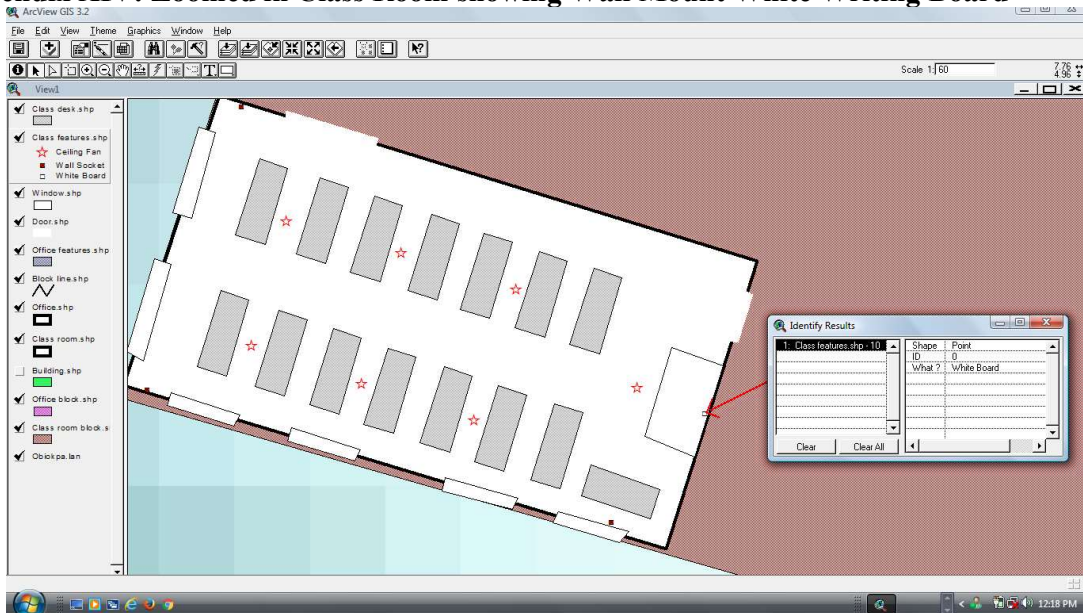 ArcView GIS 3.2
File Edit View Theme Graphics Window Help
Scale 1: 60
7.76
4.96
View1
Class desk.shp
Class features.shp
Ceiling Fan
Wall Socket
White Board
Window.shp
Door.shp
Office features.shp
Block line.shp
Office.shp
Class room.shp
Building.shp
Office block.shp
Class room block.s
Obiokpa.lan
Identify Results
1: Class features.shp - 10
Shape Point
ID 0
What ? White Board
Clear Clear All
12:18 PM